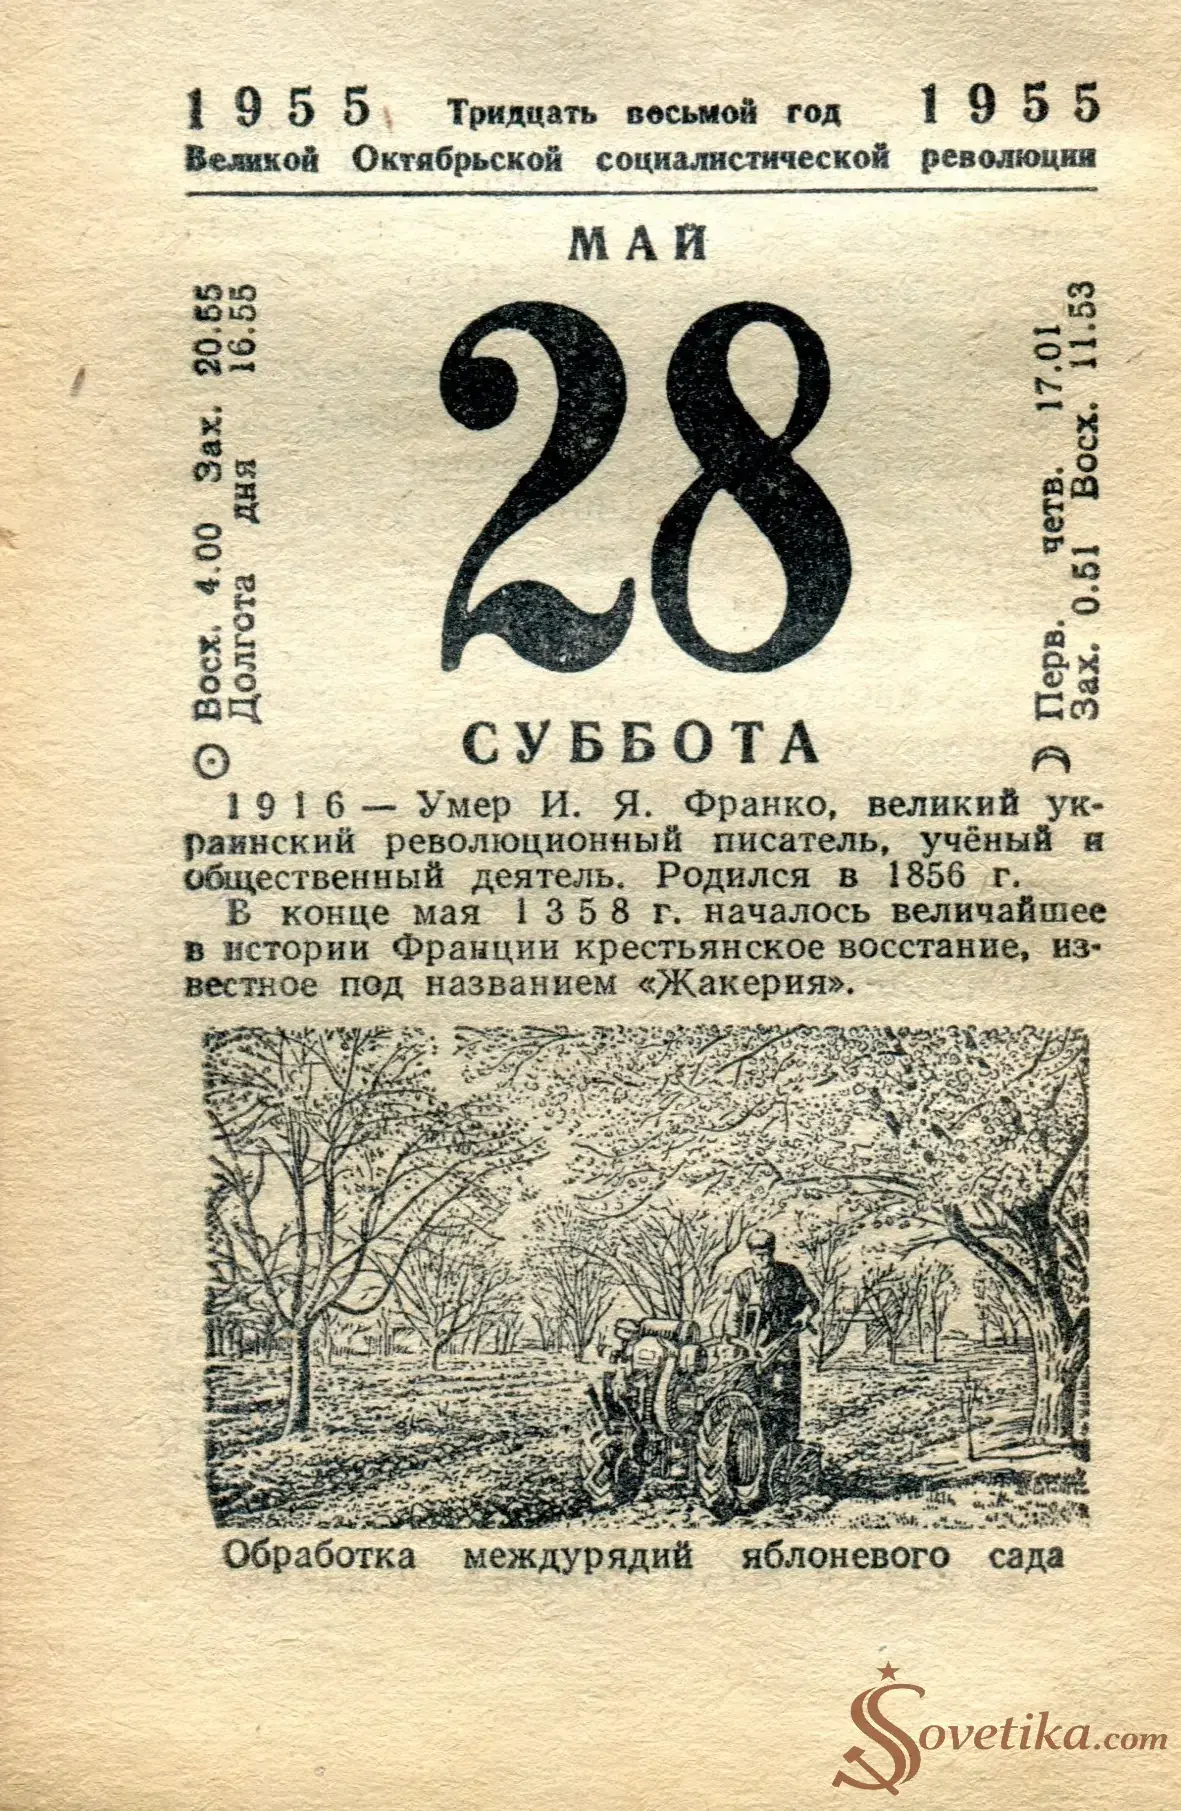 1955 Тридцать восьмой год 1955
Великой Октябрьской социалистической революции
МАЙ
☉ Восх. 4.00 Зах. 20.55
Долгота дня 16.55
28
☽ Перв. четв. 17.01
Зах. 0.51 Восх. 11.53
СУББОТА
1916 — Умер И. Я. Франко, великий ук-
раинский революционный писатель, учёный и
общественный деятель. Родился в 1856 г.
В конце мая 1358 г. началось величайшее
в истории Франции крестьянское восстание, из-
вестное под названием «Жакерия».
Обработка междурядий яблоневого сада
Sovetika.com